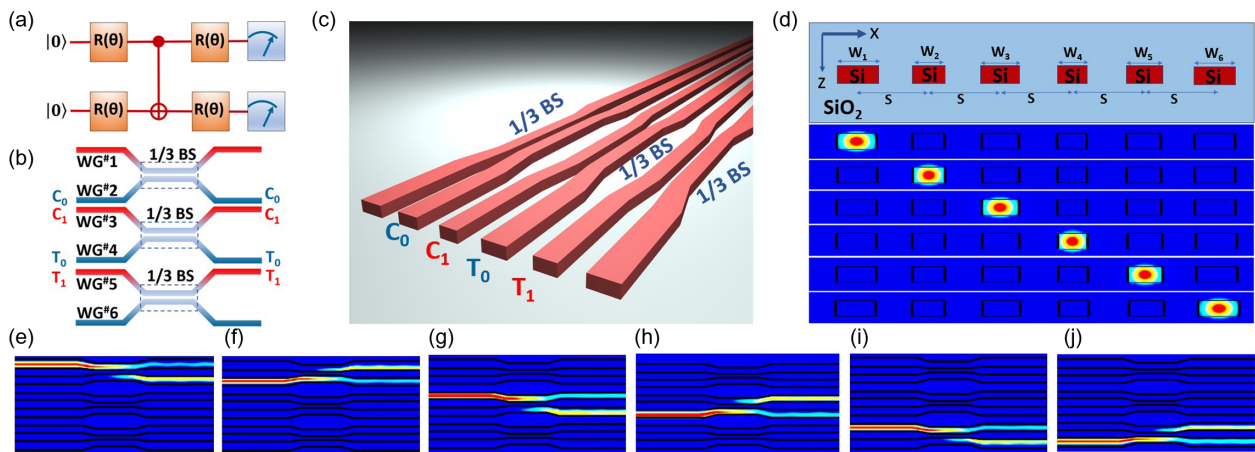 (a)
|0⟩ R(θ) R(θ)
|0⟩ R(θ) R(θ)
(b)
WG#1 1/3 BS
WG#2
C0 C0
C1 C1
WG#3 1/3 BS
WG#4
T0 T0
T1 T1
WG#5 1/3 BS
WG#6
(c)
1/3 BS
1/3 BS
1/3 BS
C0
C1
T0
T1
(d)
X
Z
W1 W2 W3 W4 W5 W6
Si Si Si Si Si Si
S S S S S
SiO2
(e) (f) (g) (h) (i) (j)